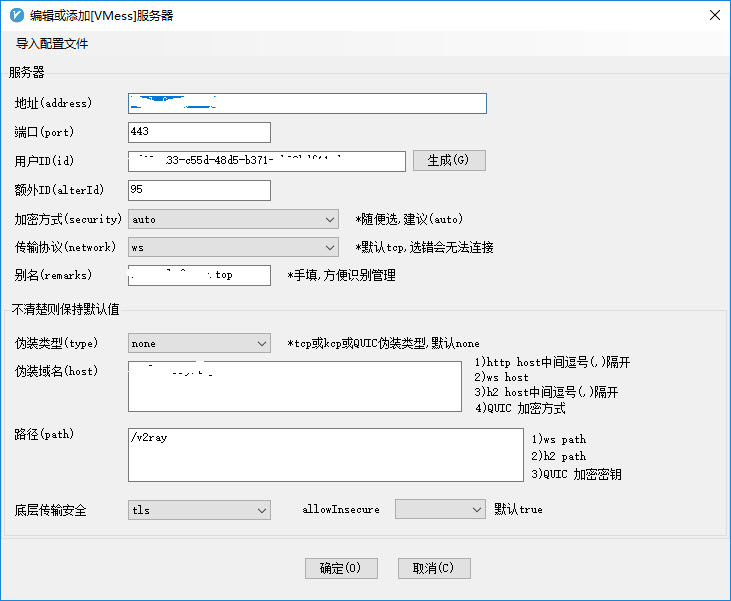 编辑或添加[VMess]服务器
导入配置文件
服务器
地址(address)
端口(port) 443
用户ID(id) 33-c55d-48d5-b371- 生成(G)
额外ID(alterId) 95
加密方式(security) auto *随便选,建议(auto)
传输协议(network) ws *默认tcp,选错会无法连接
别名(remarks) .top *手填,方便识别管理
不清楚则保持默认值
伪装类型(type) none *tcp或kcp或QUIC伪装类型,默认none
伪装域名(host)
1)http host中间逗号(,)隔开
2)ws host
3)h2 host中间逗号(,)隔开
4)QUIC 加密方式
路径(path) /v2ray
1)ws path
2)h2 path
3)QUIC 加密密钥
底层传输安全 tls allowInsecure 默认true
确定(O) 取消(C)